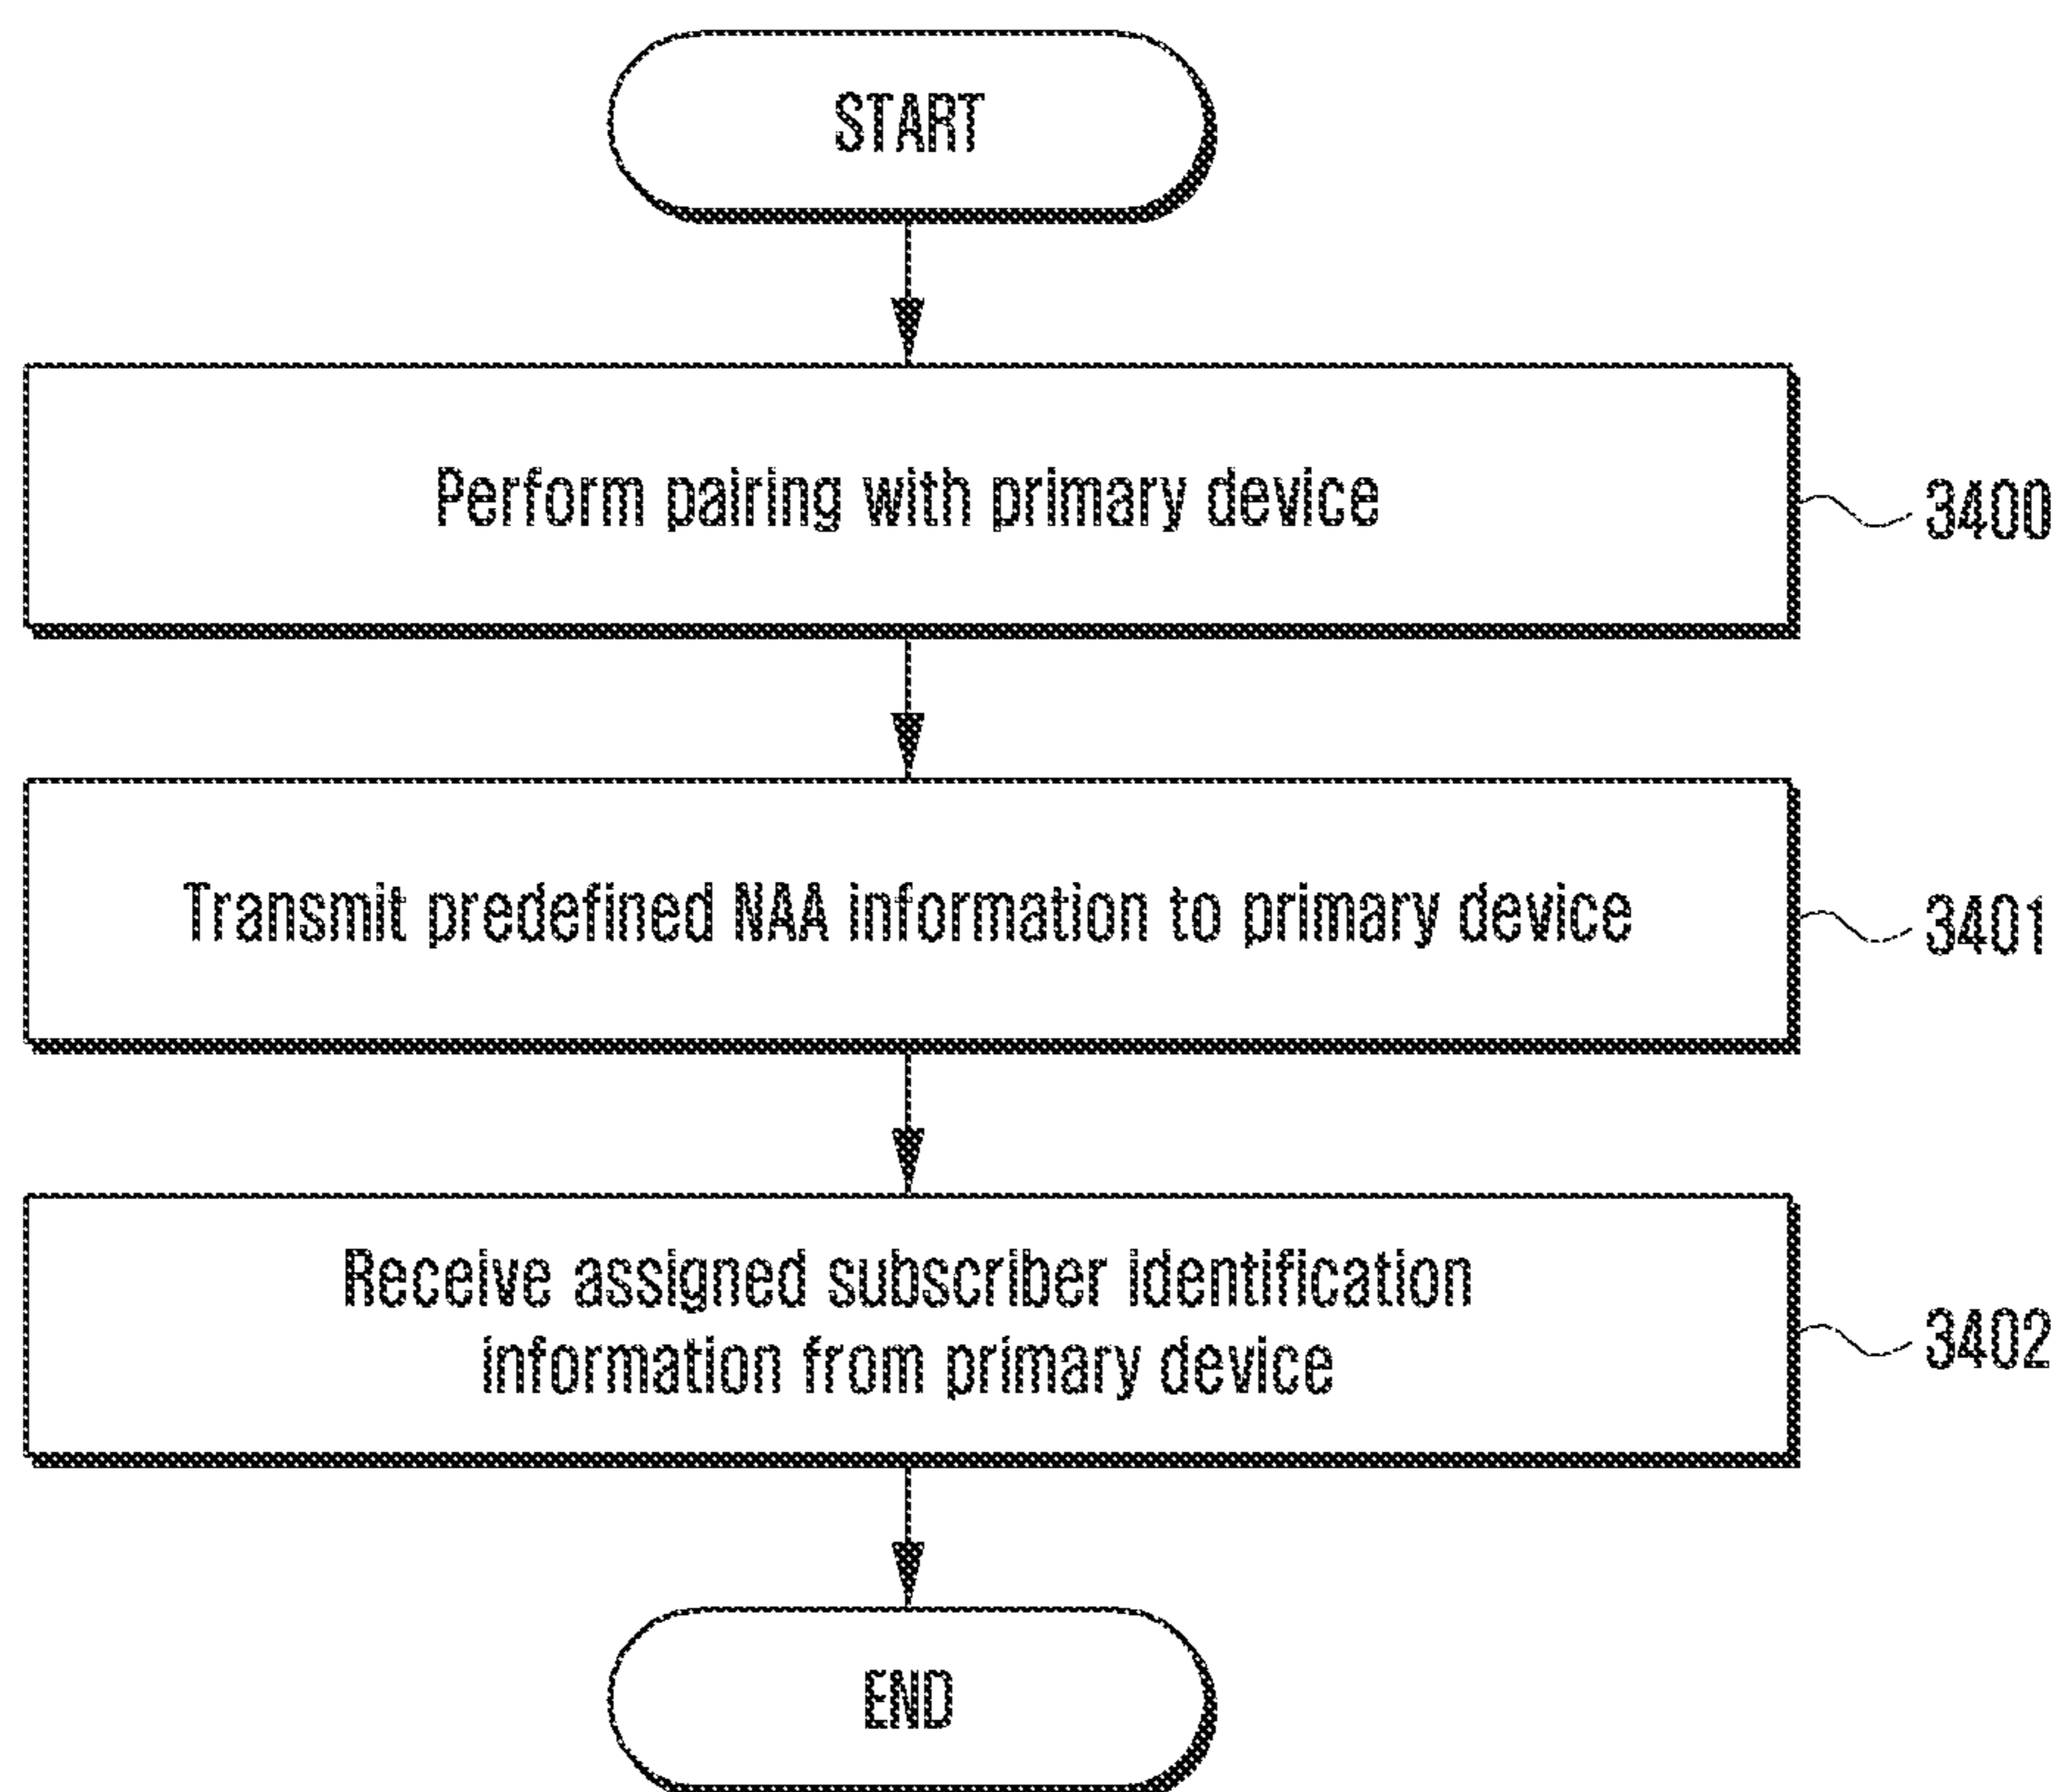 START
Perform pairing with primary device
3400
Transmit predefined NAA information to primary device
3401
Receive assigned subscriber identification
information from primary device
3402
END